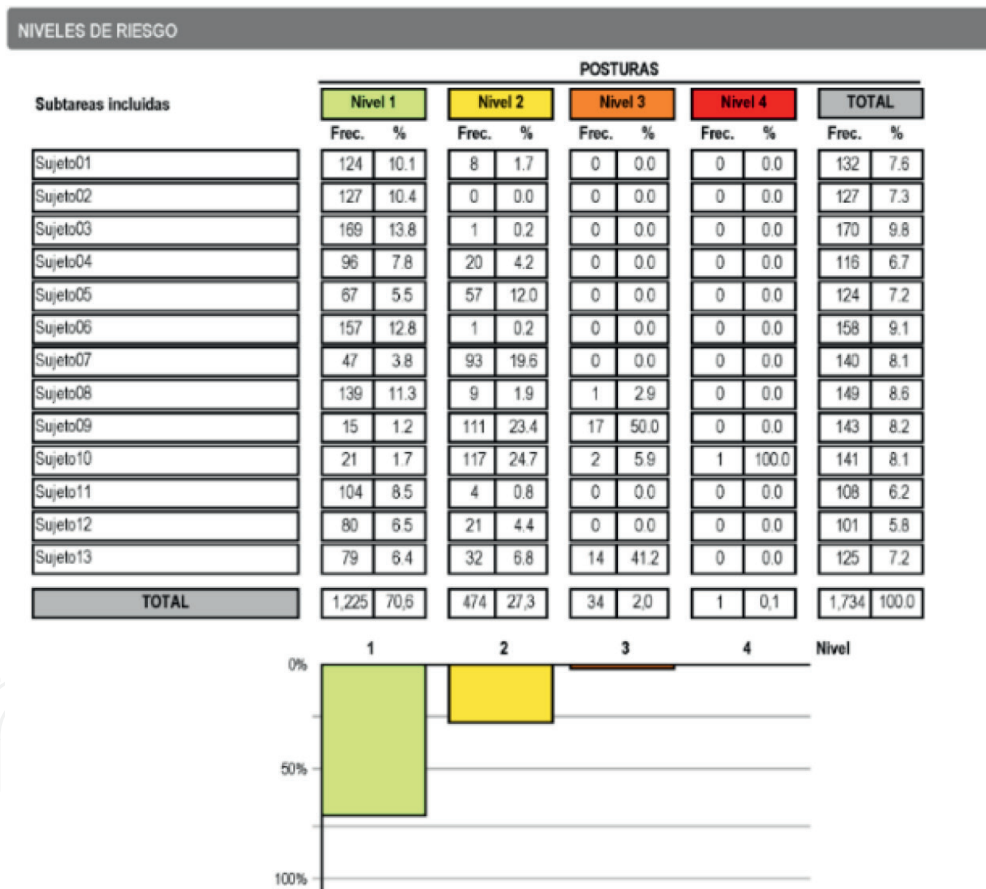 NIVELES DE RIESGO
POSTURAS
Subtareas incluidas Nivel 1 Nivel 2 Nivel 3 Nivel 4 TOTAL
Frec. % Frec. % Frec. % Frec. % Frec. %
Sujeto01 124 10.1 8 1.7 0 0.0 0 0.0 132 7.6
Sujeto02 127 10.4 0 0.0 0 0.0 0 0.0 127 7.3
Sujeto03 169 13.8 1 0.2 0 0.0 0 0.0 170 9.8
Sujeto04 96 7.8 20 4.2 0 0.0 0 0.0 116 6.7
Sujeto05 67 5.5 57 12.0 0 0.0 0 0.0 124 7.2
Sujeto06 157 12.8 1 0.2 0 0.0 0 0.0 158 9.1
Sujeto07 47 3.8 93 19.6 0 0.0 0 0.0 140 8.1
Sujeto08 139 11.3 9 1.9 1 2.9 0 0.0 149 8.6
Sujeto09 15 1.2 111 23.4 17 50.0 0 0.0 143 8.2
Sujeto10 21 1.7 117 24.7 2 5.9 1 100.0 141 8.1
Sujeto11 104 8.5 4 0.8 0 0.0 0 0.0 108 6.2
Sujeto12 80 6.5 21 4.4 0 0.0 0 0.0 101 5.8
Sujeto13 79 6.4 32 6.8 14 41.2 0 0.0 125 7.2
TOTAL 1,225 70,6 474 27,3 34 2,0 1 0,1 1,734 100.0
1 2 3 4 Nivel
0%
50%
100%